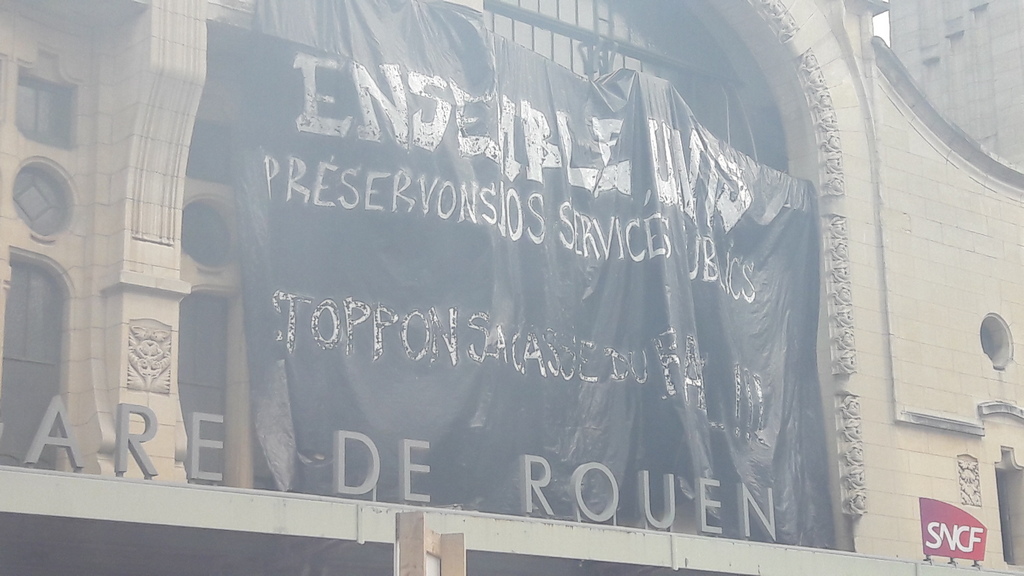 ENSEMBLE, UNIS
PRÉSERVONS NOS SERVICES PUBLICS
STOPPONS LA CASSE DU !!!
GARE DE ROUEN
SNCF